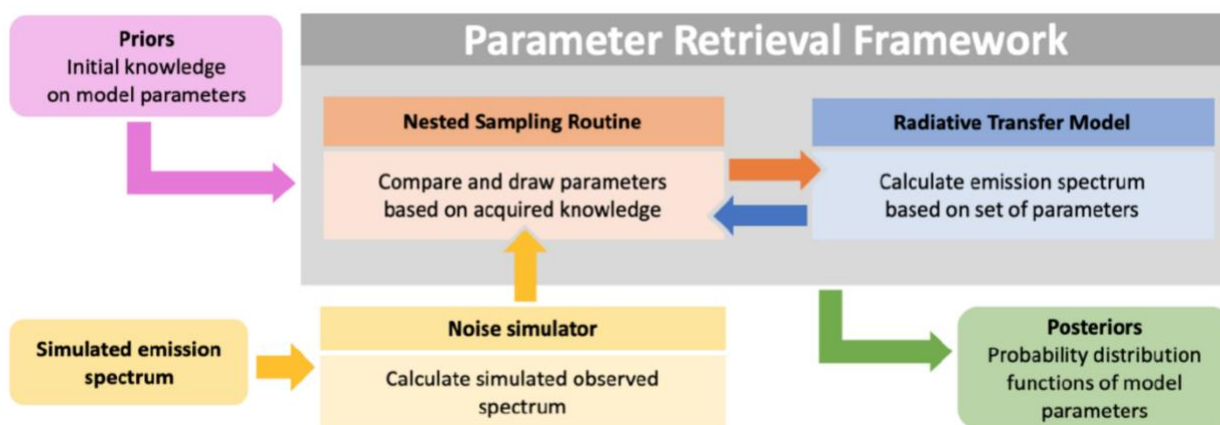 Priors
Initial knowledge
on model parameters
Parameter Retrieval Framework
Nested Sampling Routine
Compare and draw parameters
based on acquired knowledge
Radiative Transfer Model
Calculate emission spectrum
based on set of parameters
Simulated emission
spectrum
Noise simulator
Calculate simulated observed
spectrum
Posteriors
Probability distribution
functions of model
parameters